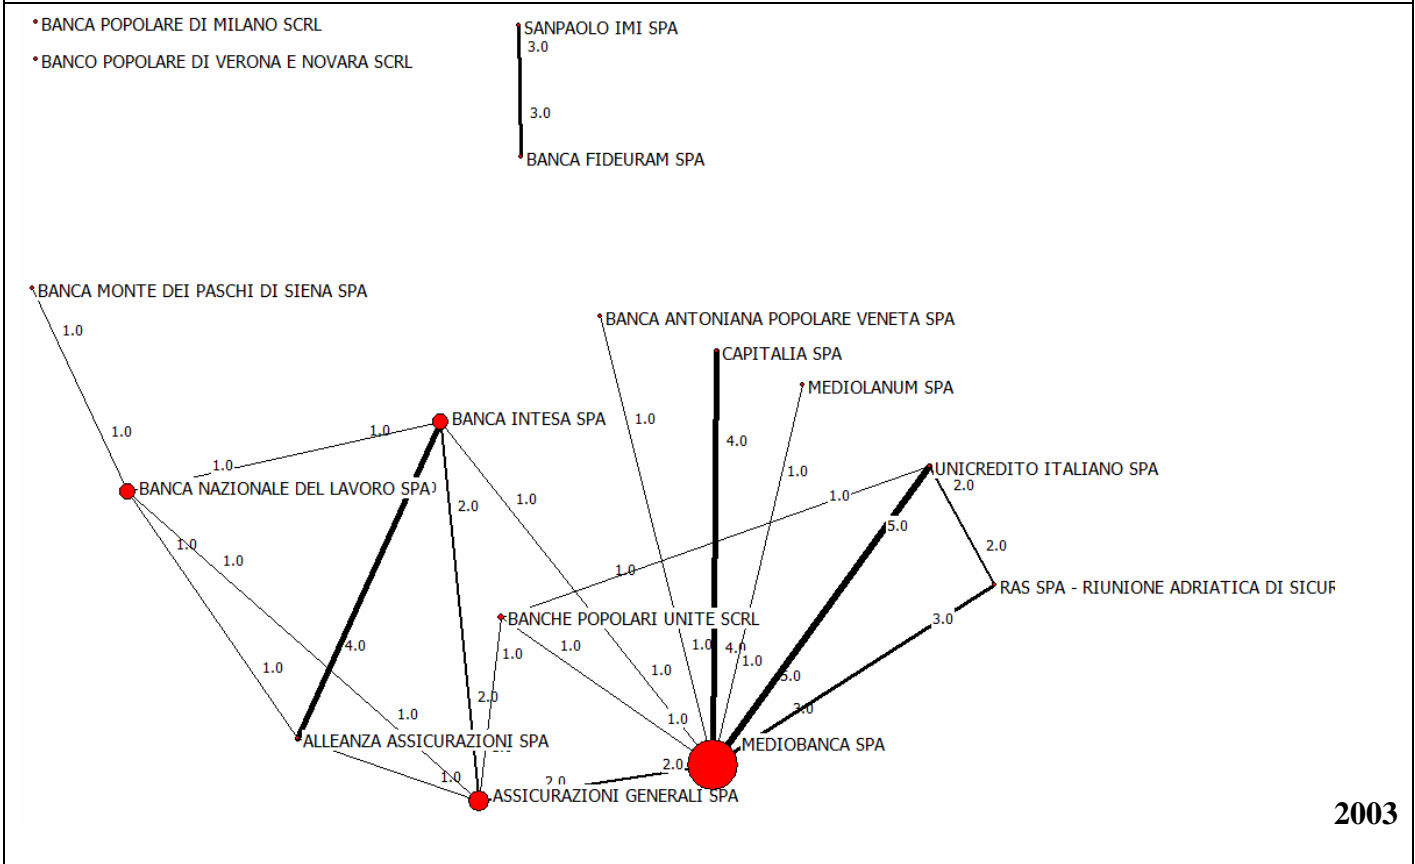 BANCA POPOLARE DI MILANO SCRL
SANPAOLO IMI SPA
3.0
BANCO POPOLARE DI VERONA E NOVARA SCRL
3.0
BANCA FIDEURAM SPA
BANCA MONTE DEI PASCHI DI SIENA SPA
1.0
BANCA ANTONIANA POPOLARE VENETA SPA
CAPITALIA SPA
MEDIOLANUM SPA
BANCA INTESA SPA
1.0
1.0
1.0
4.0
1.0
UNICREDITO ITALIANO SPA
1.0
2.0
BANCA NAZIONALE DEL LAVORO SPA
1.0
1.0
2.0
5.0
1.0
2.0
1.0
1.0
RAS SPA - RIUNIONE ADRIATICA DI SICUR
BANCHE POPOLARI UNITE SCRL
3.0
4.0
1.0
1.0
4.0
1.0
1.0
1.0
1.0
5.0
2.0
3.0
1.0
1.0
ALLEANZA ASSICURAZIONI SPA
MEDIOBANCA SPA
1.0
2.0
2.0
ASSICURAZIONI GENERALI SPA
2003